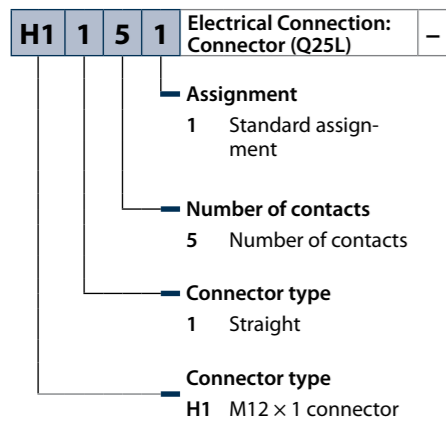 H1 1 5 1 Electrical Connection: –
Connector (Q25L)
Assignment
1 Standard assign-
ment
Number of contacts
5 Number of contacts
Connector type
1 Straight
Connector type
H1 M12 × 1 connector